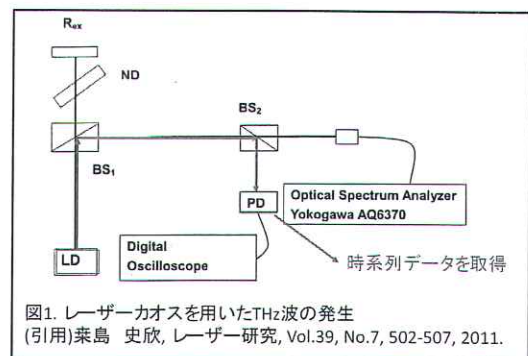 Rex
ND
BS2
BS1
PD
LD
Optical Spectrum Analyzer
Yokogawa AQ6370
Digital
Oscilloscope
時系列データを取得
図1. レーザーカオスを用いたTHz波の発生
(引用)桒島 史欣, レーザー研究, Vol.39, No.7, 502-507, 2011.